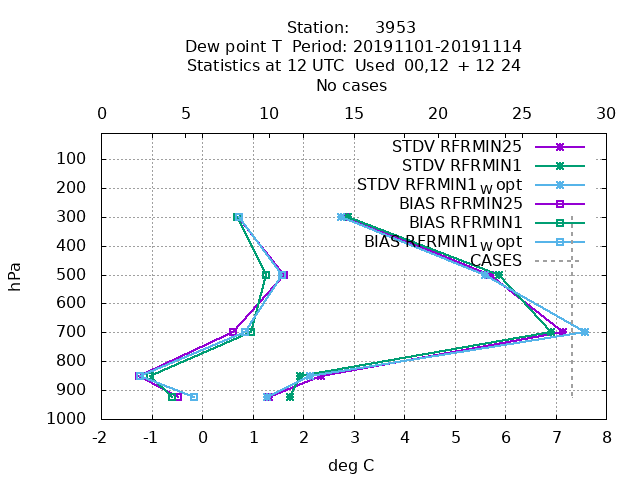 Station: 3953
Dew point T Period: 20191101-20191114
Statistics at 12 UTC Used 00,12 + 12 24
No cases
0 5 10 15 20 25 30
STDV RFRMIN25
STDV RFRMIN1
STDV RFRMIN1_W opt
BIAS RFRMIN25
BIAS RFRMIN1
BIAS RFRMIN1_W opt
CASES
100
200
300
400
500
600
700
800
900
1000
hPa
-2 -1 0 1 2 3 4 5 6 7 8
deg C